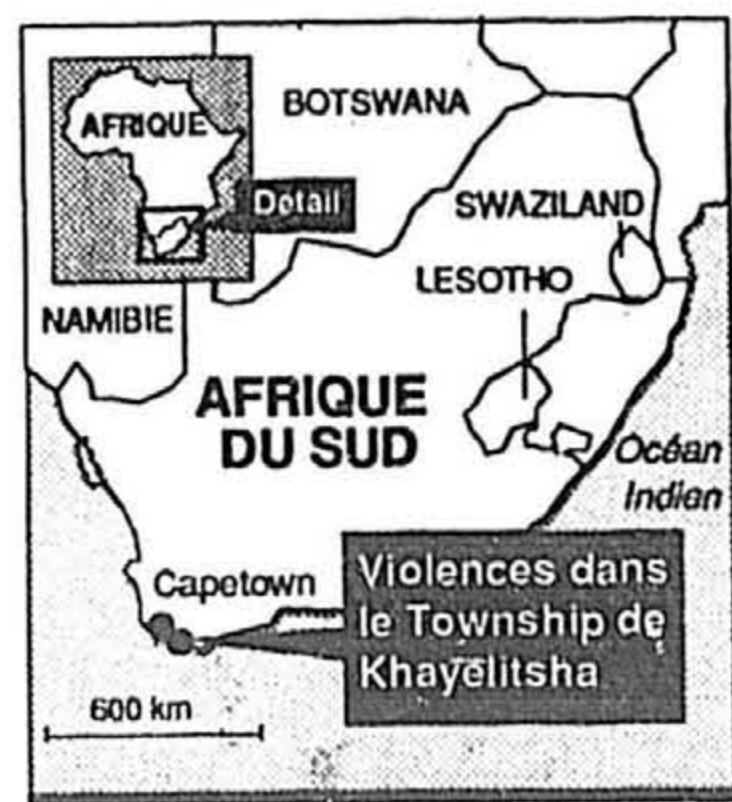 AFRIQUE
BOTSWANA
Detail
SWAZILAND
LESOTHO
NAMIBIE
AFRIQUE
DU SUD
Océan
Indien
Capetown
Violences dans
le Township de
Khayelitsha
600 km